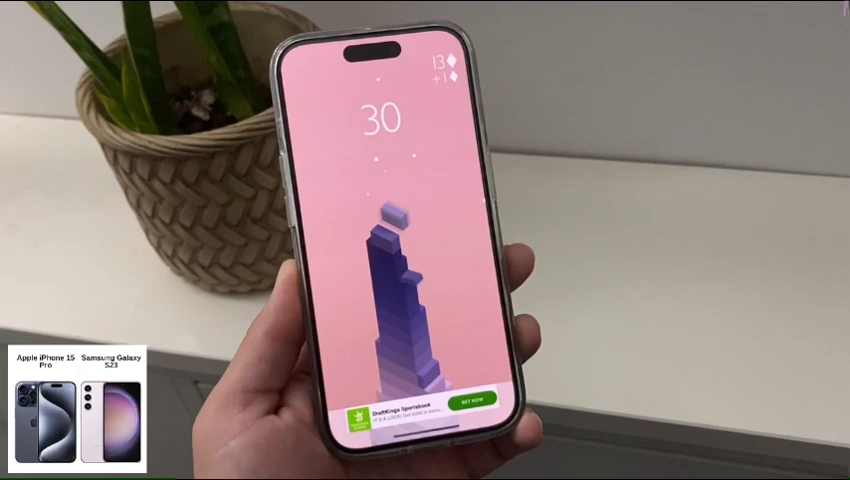 13
+1
30
DraftKings Sportsbook
BET NOW
Apple iPhone 15
Pro
Samsung Galaxy
S23